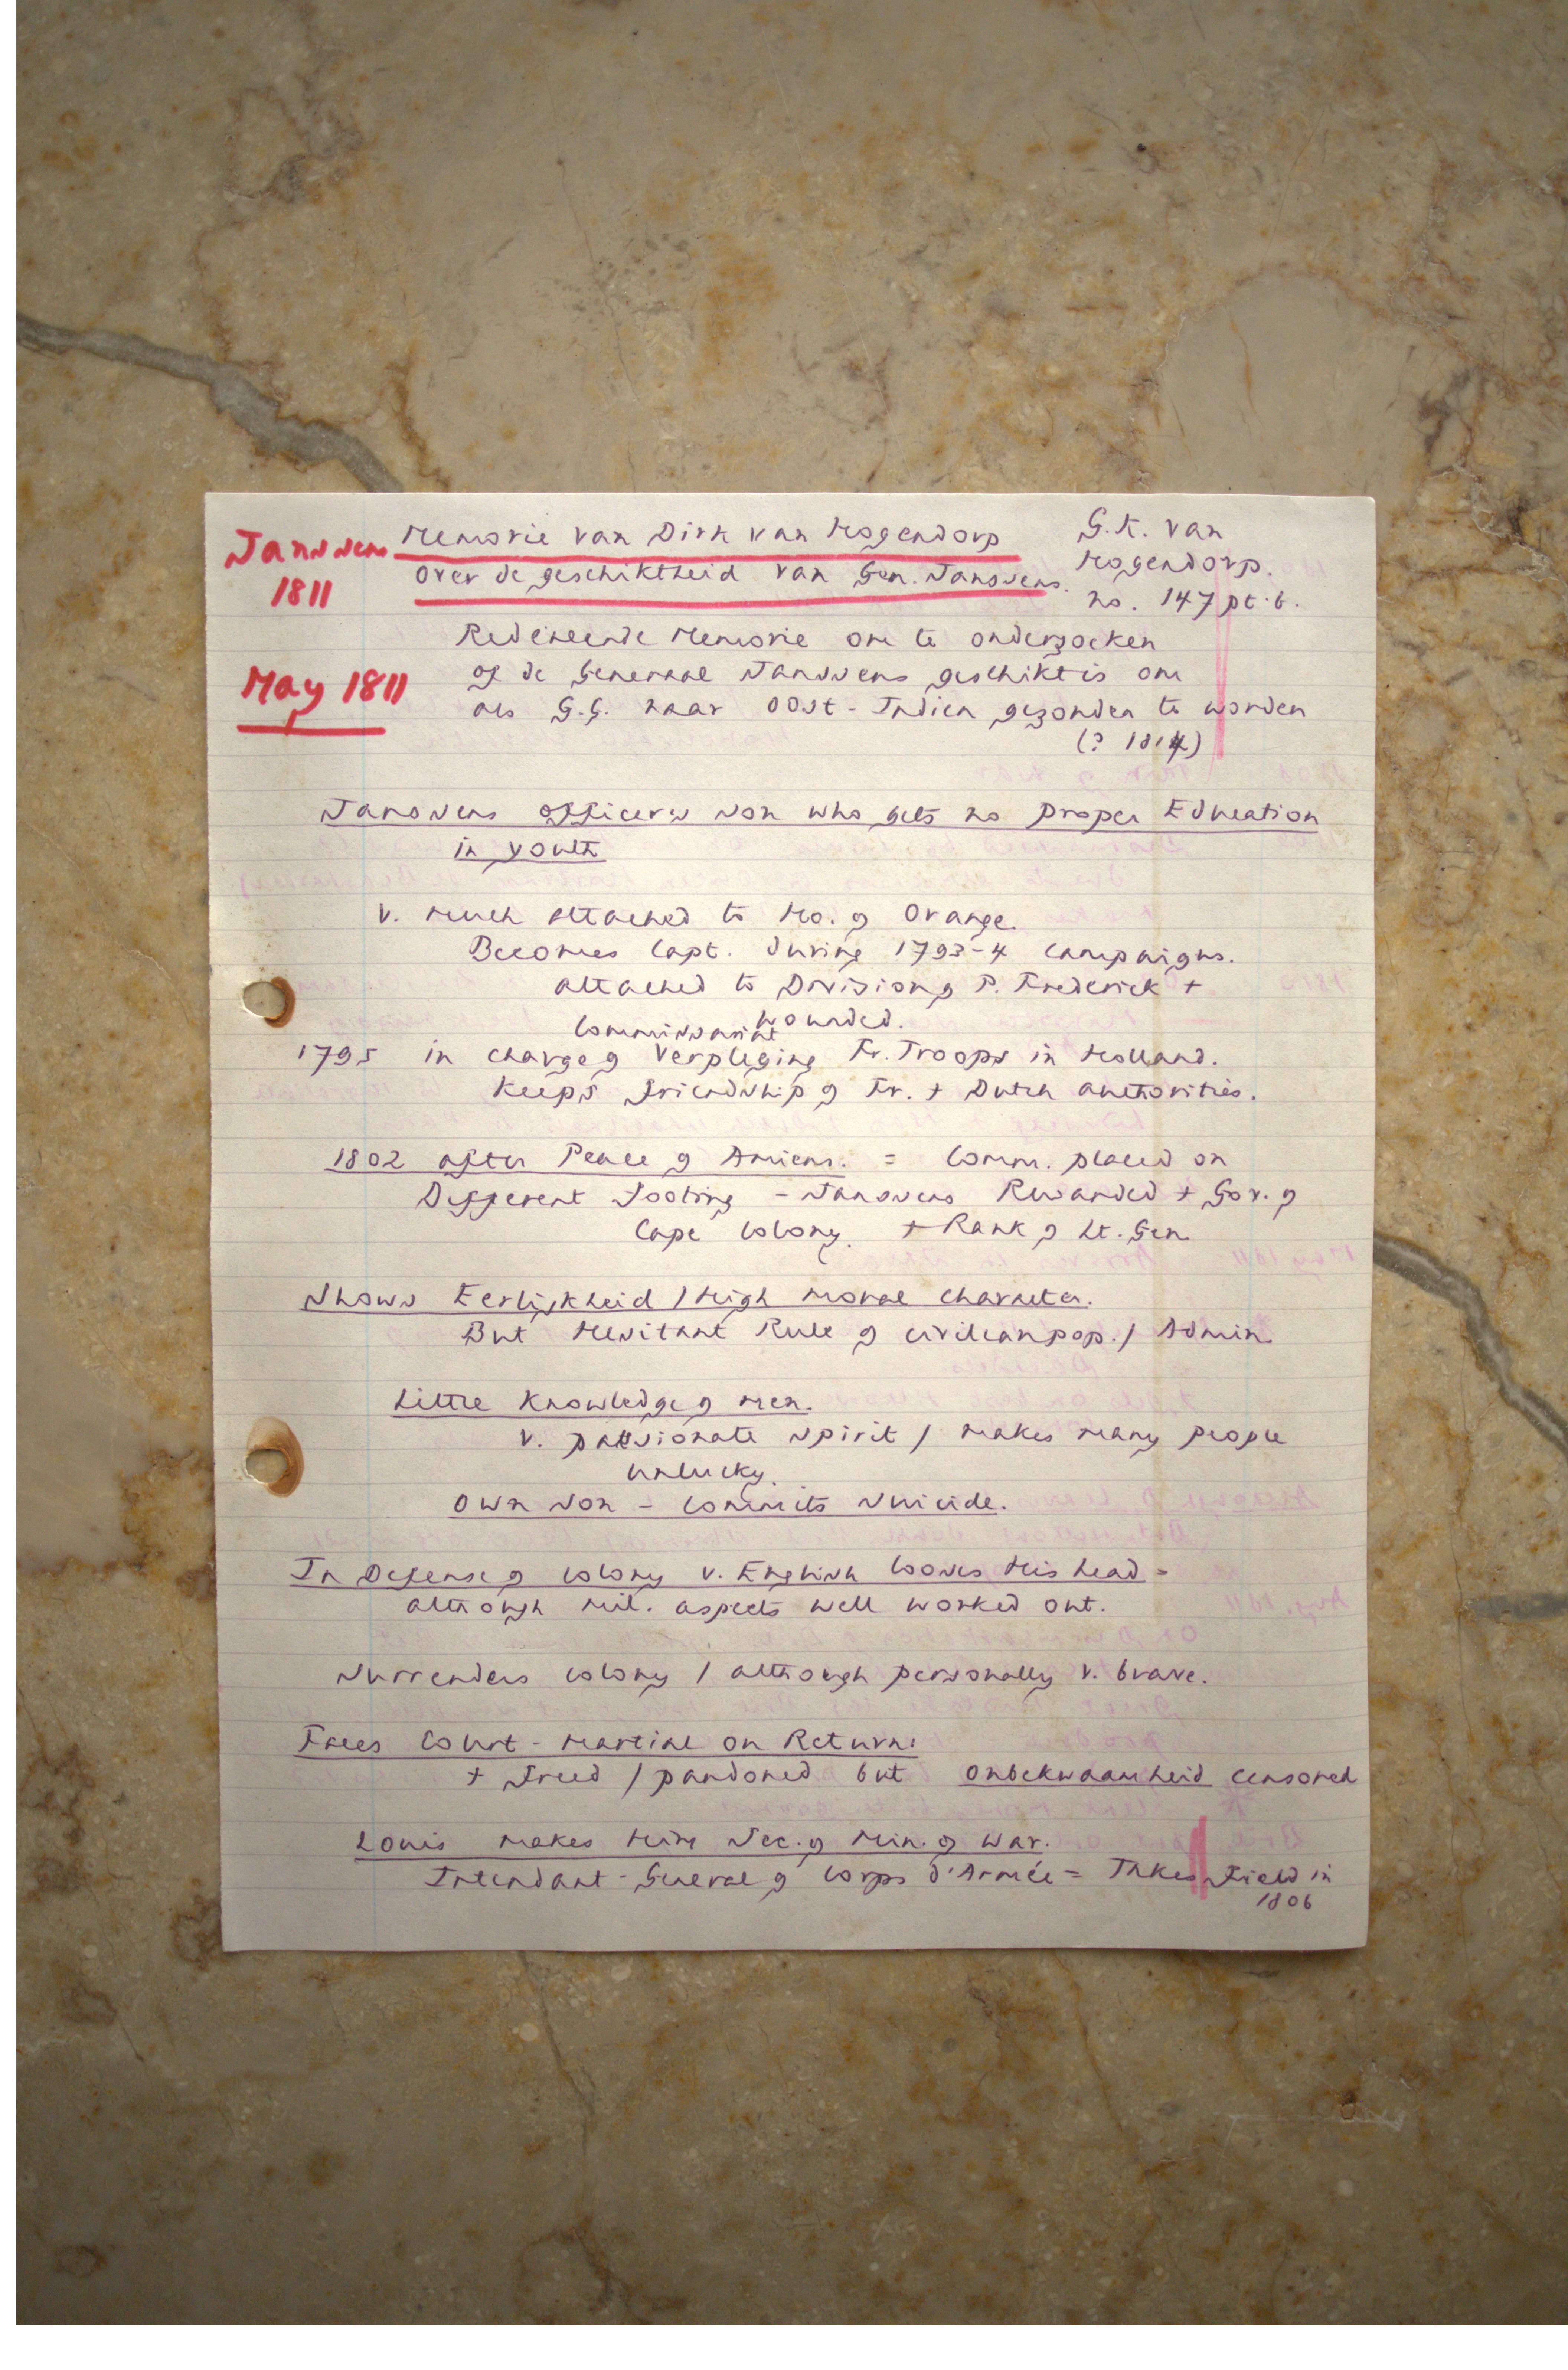 Janssens
1811
Memorie van Dirk van Hogendorp
over de geschiktheid van Gen. Janssens.
G.K. van
Hogendorp.
no. 147 pt. b.
May 1811
Redeneende Memorie om te onderzoeken
of de Generaal Janssens geschikt is om
als G.G. naar Oost-Indien gezonden te worden
(? 1814)
Janssens officers son who gets no proper Education
in youth
v. much attached to Ho. of Orange.
Becomes Capt. during 1793-4 campaigns.
attached to Division of P. Frederick +
wounded.
Commissariat
1795 in charge of Verpleging Fr. Troops in Holland.
Keeps friendship of Fr. + Dutch authorities.
1802 after Peace of Amiens. = Comm. placed on
Different footing - Janssens Rewarded + Gov. of
Cape Colony. + Rank of Lt. Gen.
Shows Eerlijkheid / High moral character.
But Hesitant Rule of civilian pop. / Admin.
Little Knowledge of men.
v. passionate spirit / makes many people
unlucky.
Own son - commits suicide.
In Defense of colony v. English looses His head =
although mil. aspects well worked out.
Surrenders colony / although personally v. brave.
Faces Court-martial on Return:
+ freed / pardoned but onbekwaamheid censored
Louis makes Him Sec. of Min. of War.
Intendant-General of Corps d'Armée = Takes Field in
1806